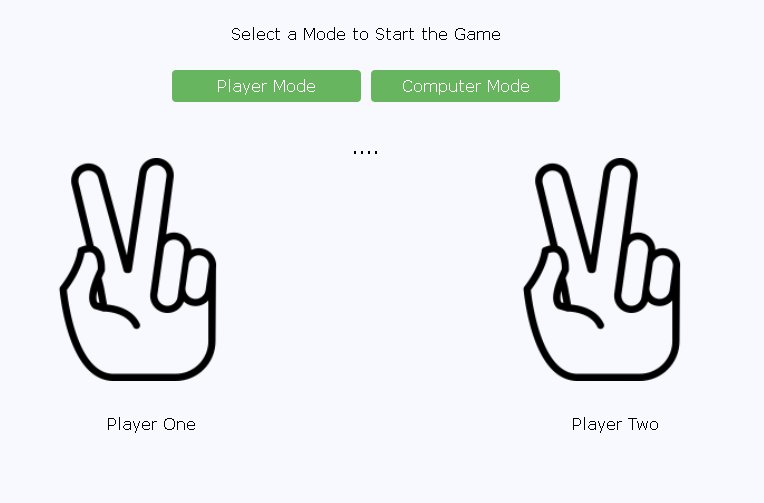 Select a Mode to Start the Game
Player Mode
Computer Mode
....
Player One
Player Two